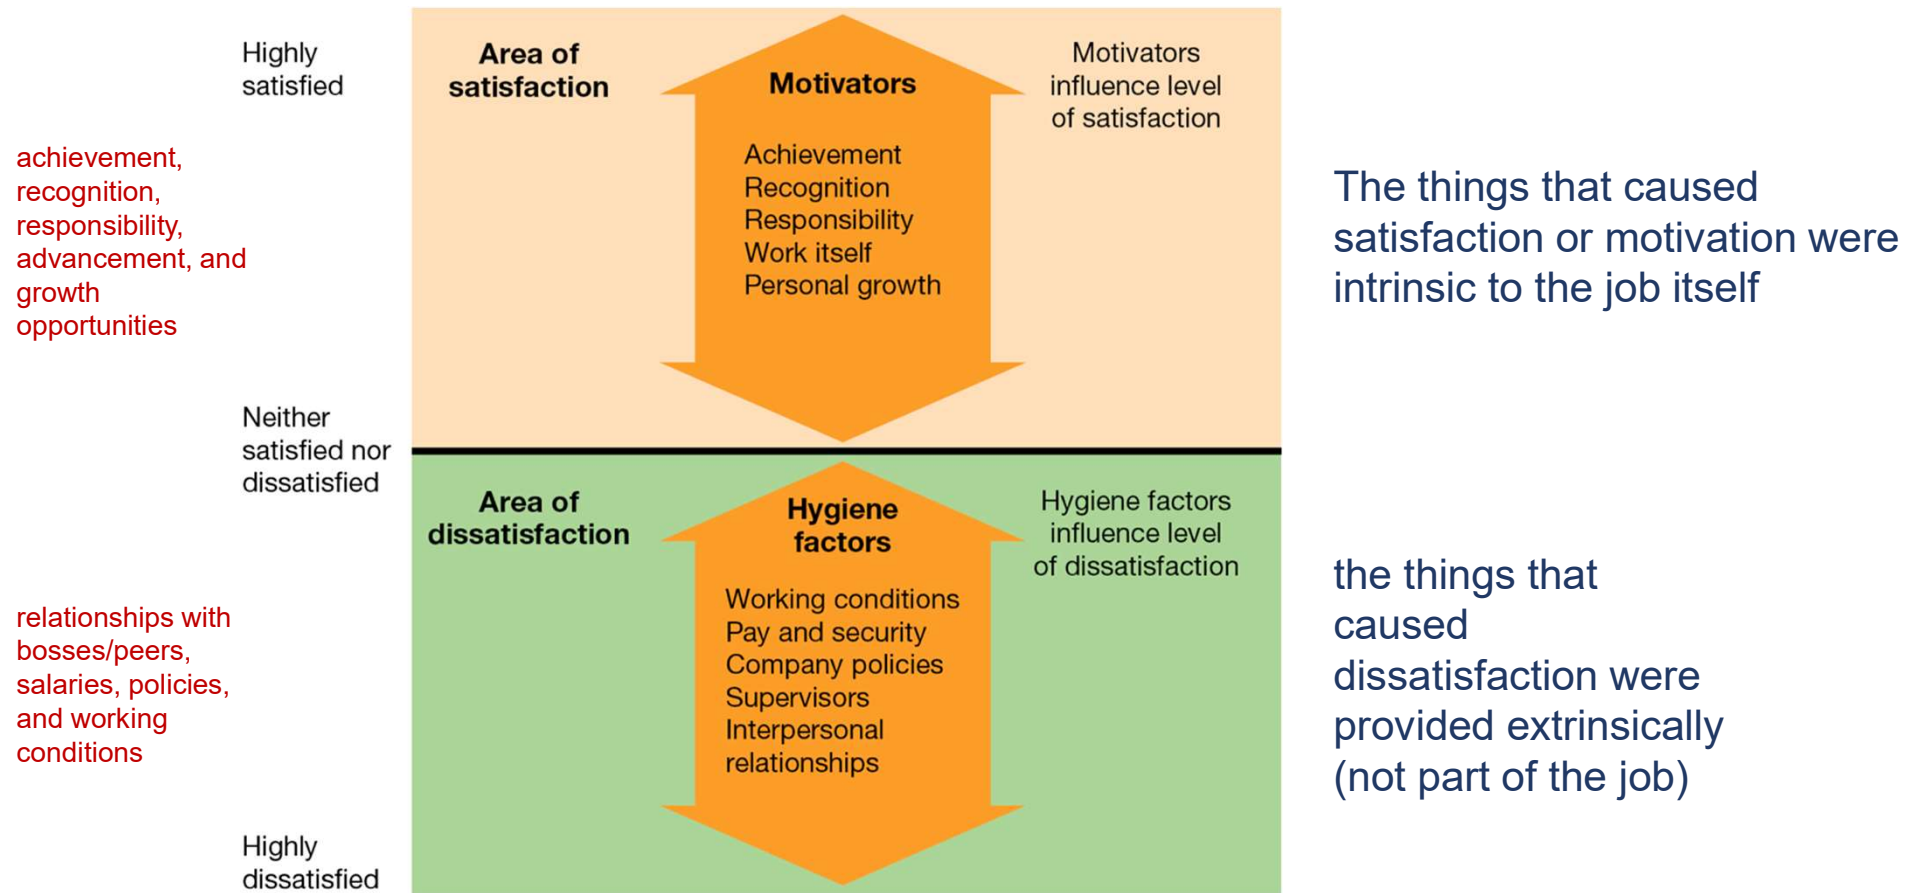 Highly
satisfied
Area of
satisfaction
Motivators
Motivators
influence level
of satisfaction
achievement,
recognition,
responsibility,
advancement, and
growth
opportunities
Achievement
Recognition
Responsibility
Work itself
Personal growth
The things that caused
satisfaction or motivation were
intrinsic to the job itself
Neither
satisfied nor
dissatisfied
Area of
dissatisfaction
Hygiene
factors
Hygiene factors
influence level
of dissatisfaction
relationships with
bosses/peers,
salaries, policies,
and working
conditions
Working conditions
Pay and security
Company policies
Supervisors
Interpersonal
relationships
the things that
caused
dissatisfaction were
provided extrinsically
(not part of the job)
Highly
dissatisfied